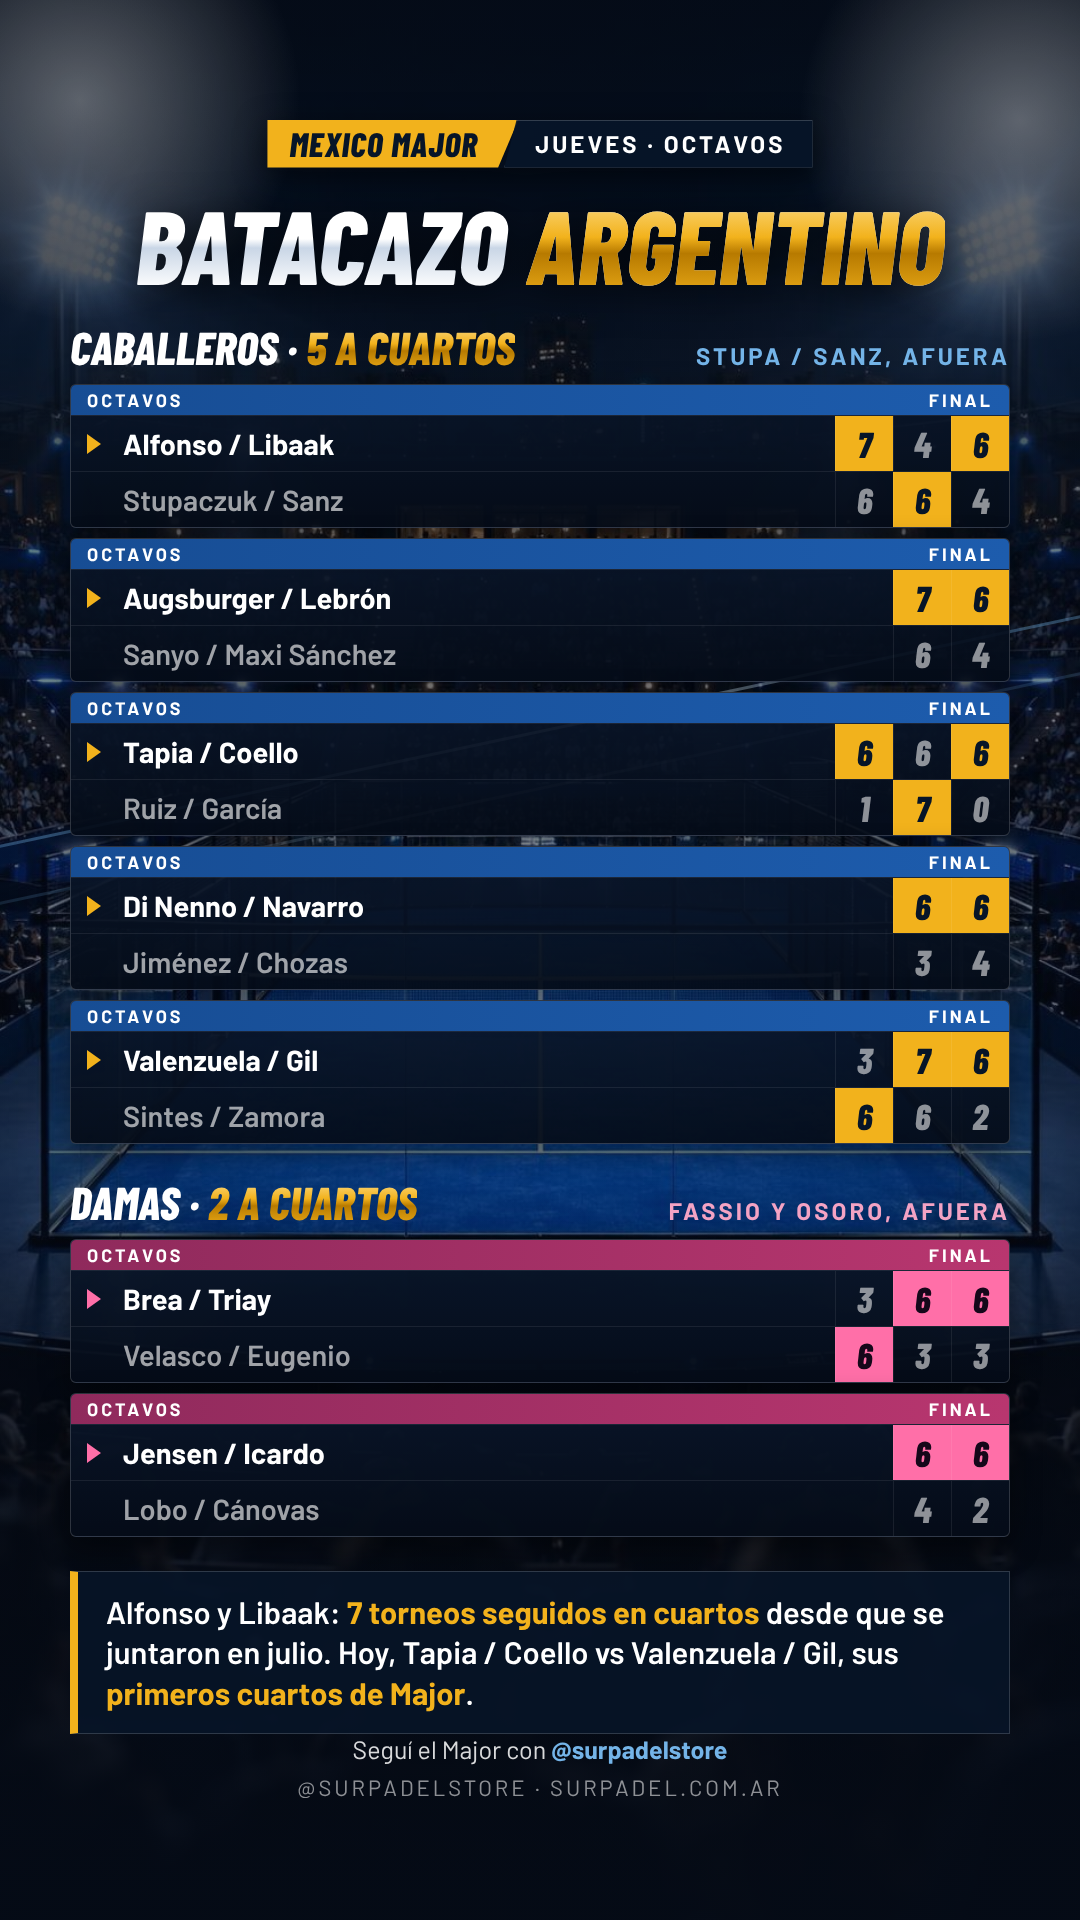 MEXICO MAJOR JUEVES · OCTAVOS
BATACAZO ARGENTINO
CABALLEROS · 5 A CUARTOS STUPA / SANZ, AFUERA
OCTAVOS FINAL
Alfonso / Libaak 7 4 6
Stupaczuk / Sanz 6 6 4
OCTAVOS FINAL
Augsburger / Lebrón 7 6
Sanyo / Maxi Sánchez 6 4
OCTAVOS FINAL
Tapia / Coello 6 6 6
Ruiz / García 1 7 0
OCTAVOS FINAL
Di Nenno / Navarro 6 6
Jiménez / Chozas 3 4
OCTAVOS FINAL
Valenzuela / Gil 3 7 6
Sintes / Zamora 6 6 2
DAMAS · 2 A CUARTOS FASSIO Y OSORO, AFUERA
OCTAVOS FINAL
Brea / Triay 3 6 6
Velasco / Eugenio 6 3 3
OCTAVOS FINAL
Jensen / Icardo 6 6
Lobo / Cánovas 4 2
Alfonso y Libaak: 7 torneos seguidos en cuartos desde que se
juntaron en julio. Hoy, Tapia / Coello vs Valenzuela / Gil, sus
primeros cuartos de Major.
Seguí el Major con @surpadelstore
@SURPADELSTORE · SURPADEL.COM.AR